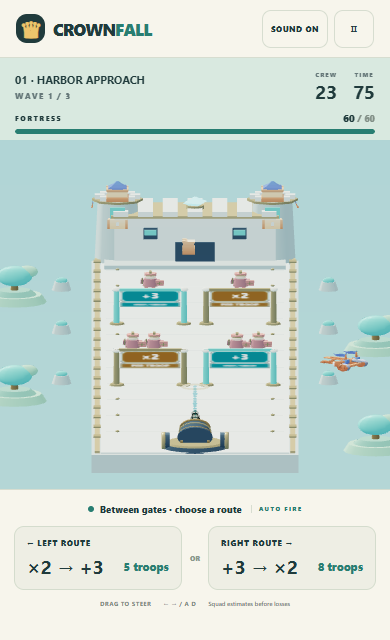 CROWNFALL
SOUND ON
II
01 · HARBOR APPROACH
WAVE 1 / 3
CREW
23
TIME
75
FORTRESS
60 / 60
+3
×2
×2
+3
Between gates · choose a route
AUTO FIRE
← LEFT ROUTE
×2 → +3
5 troops
OR
RIGHT ROUTE →
+3 → ×2
8 troops
DRAG TO STEER
← → / A D
Squad estimates before losses